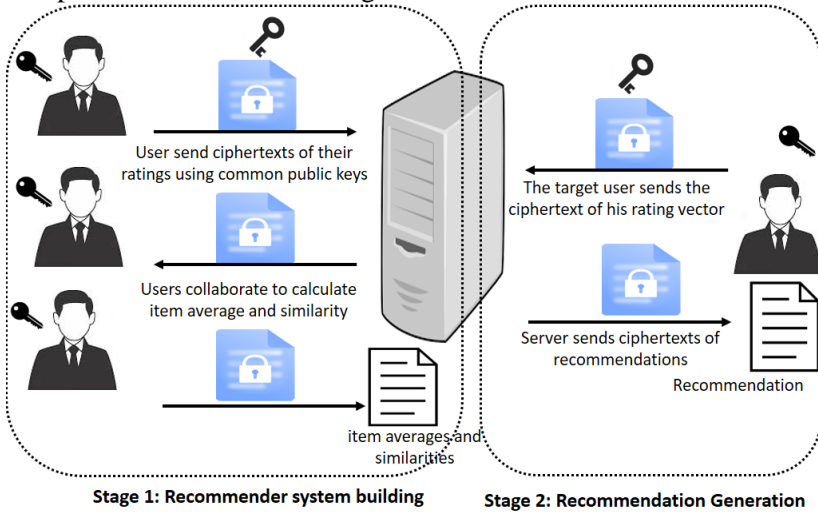 User send ciphertexts of their
ratings using common public keys
Users collaborate to calculate
item average and similarity
item averages and
similarities
Stage 1: Recommender system building
The target user sends the
ciphertext of his rating vector
Server sends ciphertexts of
recommendations
Recommendation
Stage 2: Recommendation Generation